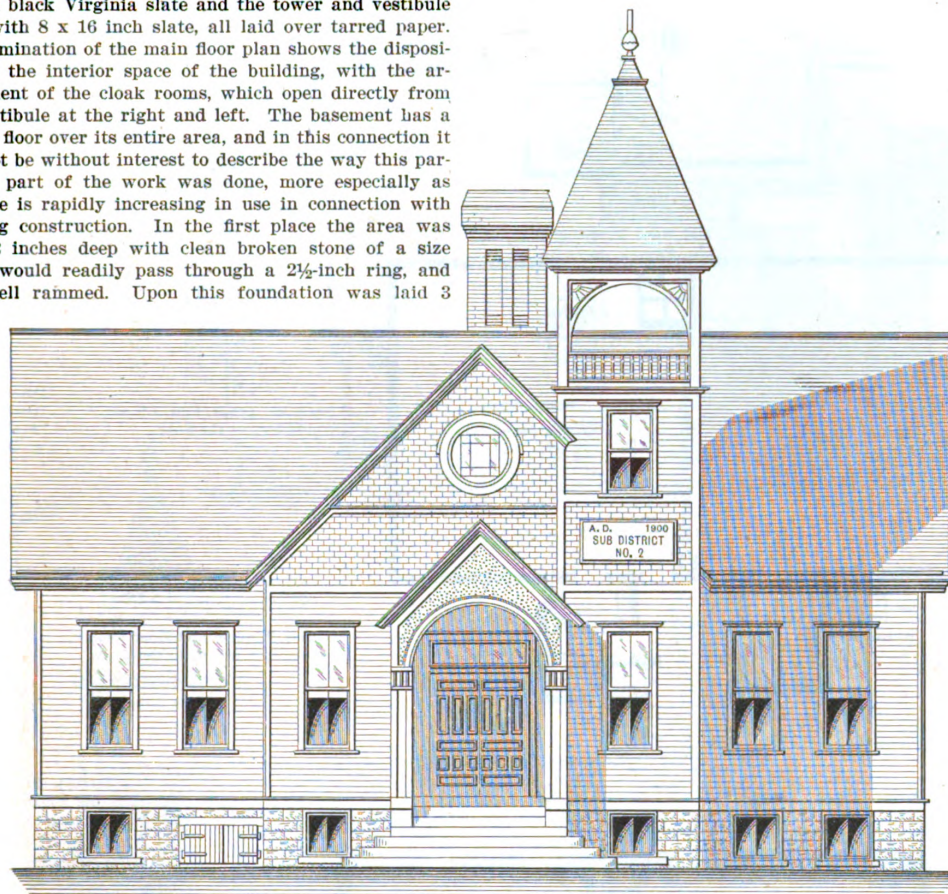 black Virginia slate and the tower and vestibule
with 8 x 16 inch slate, all laid over tarred paper.
mination of the main floor plan shows the disposi-
the interior space of the building, with the ar-
ent of the cloak rooms, which open directly from
tibule at the right and left. The basement has a
floor over its entire area, and in this connection it
t be without interest to describe the way this par-
part of the work was done, more especially as
e is rapidly increasing in use in connection with
g construction. In the first place the area was
inches deep with clean broken stone of a size
would readily pass through a 2½-inch ring, and
ell rammed. Upon this foundation was laid 3
A. D. 1900
SUB DISTRICT
NO. 2